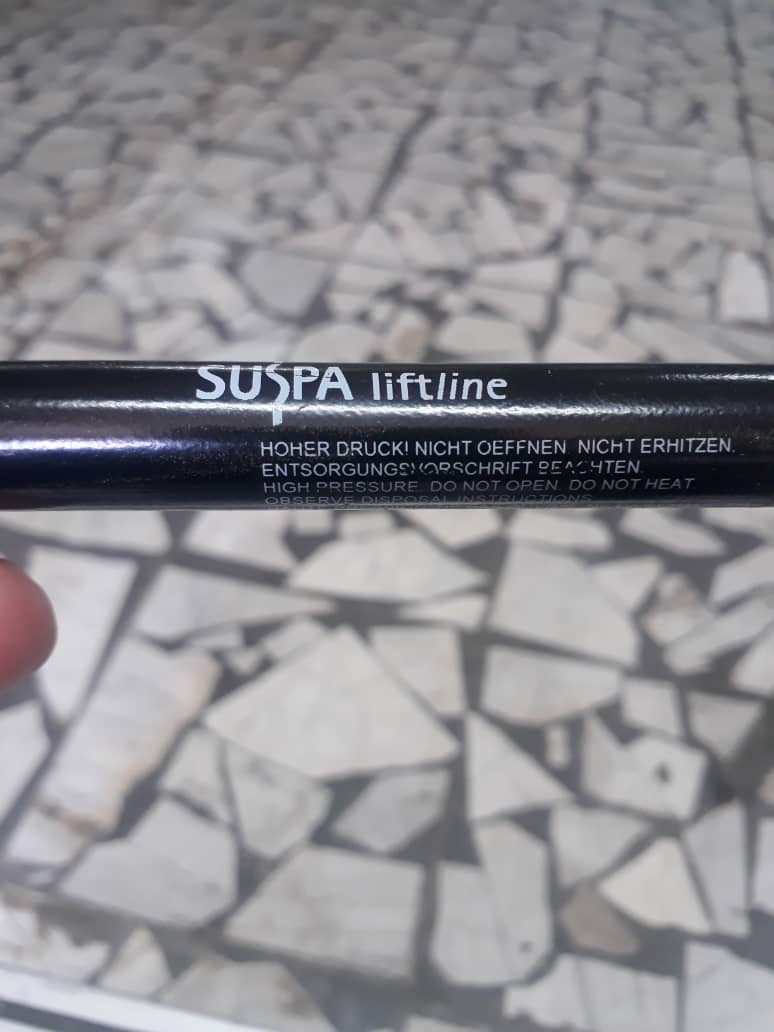 SUSPA liftline
HOHER DRUCK! NICHT OEFFNEN. NICHT ERHITZEN.
ENTSORGUNGSVORSCHRIFT BEACHTEN.
HIGH PRESSURE. DO NOT OPEN. DO NOT HEAT.
OBSERVE DISPOSAL INSTRUCTIONS.